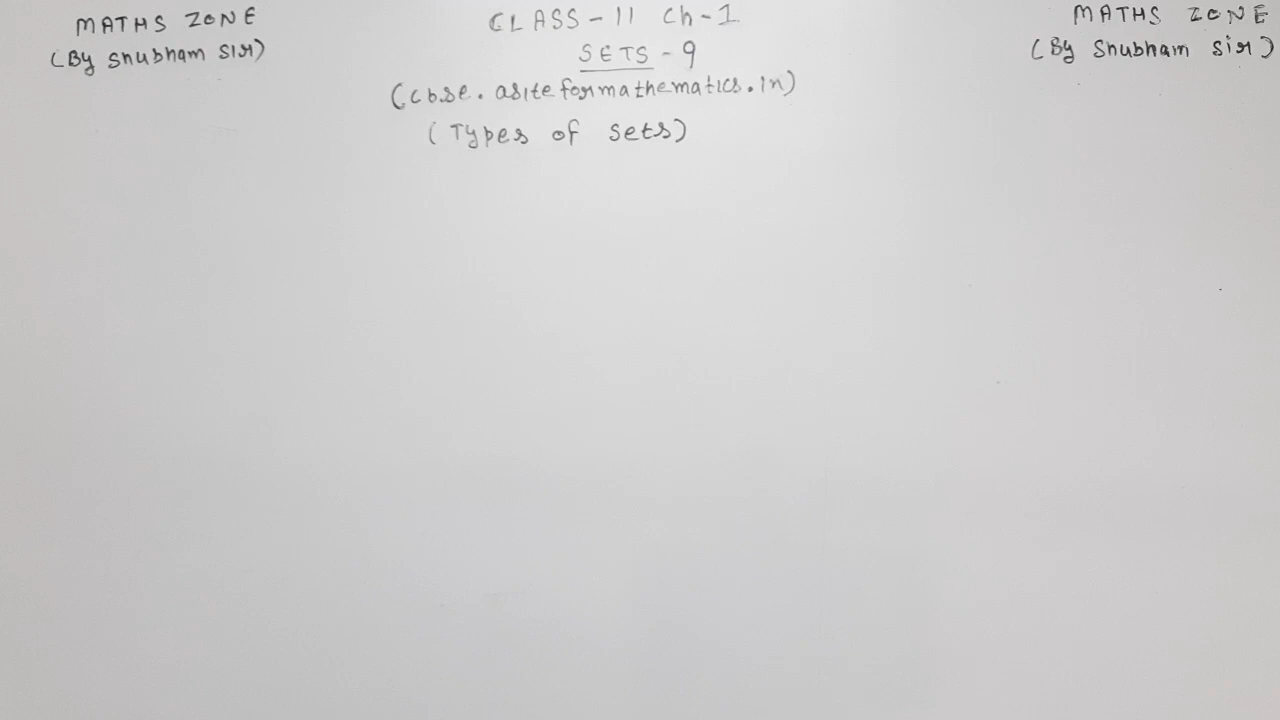 MATHS ZONE
(By Shubham Sir)
CLASS - 11 Ch-1
SETS - 9
(cbse.asiteformathematics.in)
(Types of sets)
MATHS ZONE
(By Shubham Sir)